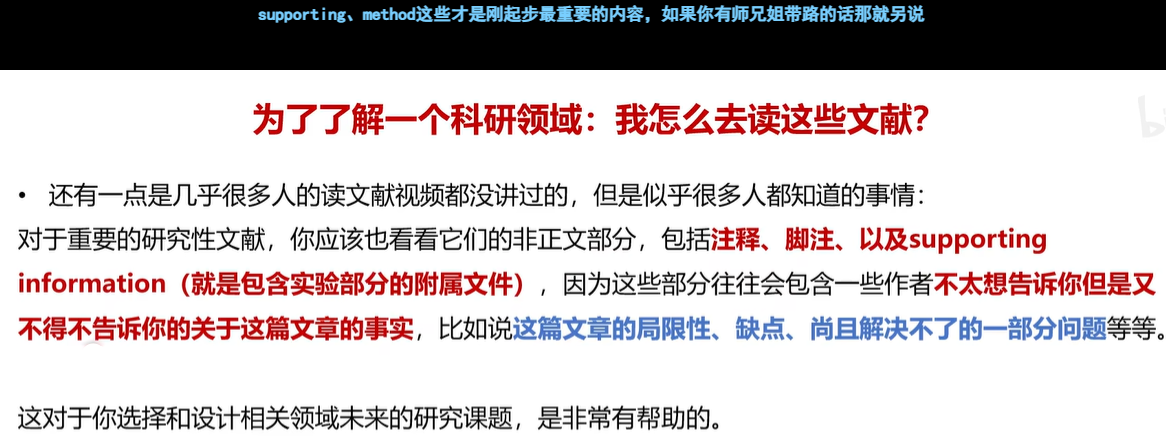 supporting、method这些才是刚起步最重要的内容，如果你有师兄姐带路的话那就另说
为了了解一个科研领域：我怎么去读这些文献？
• 还有一点是几乎很多人的读文献视频都没讲过的，但是似乎很多人都知道的事情：
对于重要的研究性文献，你应该也看看它们的非正文部分，包括注释、脚注、以及supporting
information（就是包含实验部分的附属文件），因为这些部分往往会包含一些作者不太想告诉你但是又
不得不告诉你的关于这篇文章的事实，比如说这篇文章的局限性、缺点、尚且解决不了的一部分问题等等。
这对于你选择和设计相关领域未来的研究课题，是非常有帮助的。